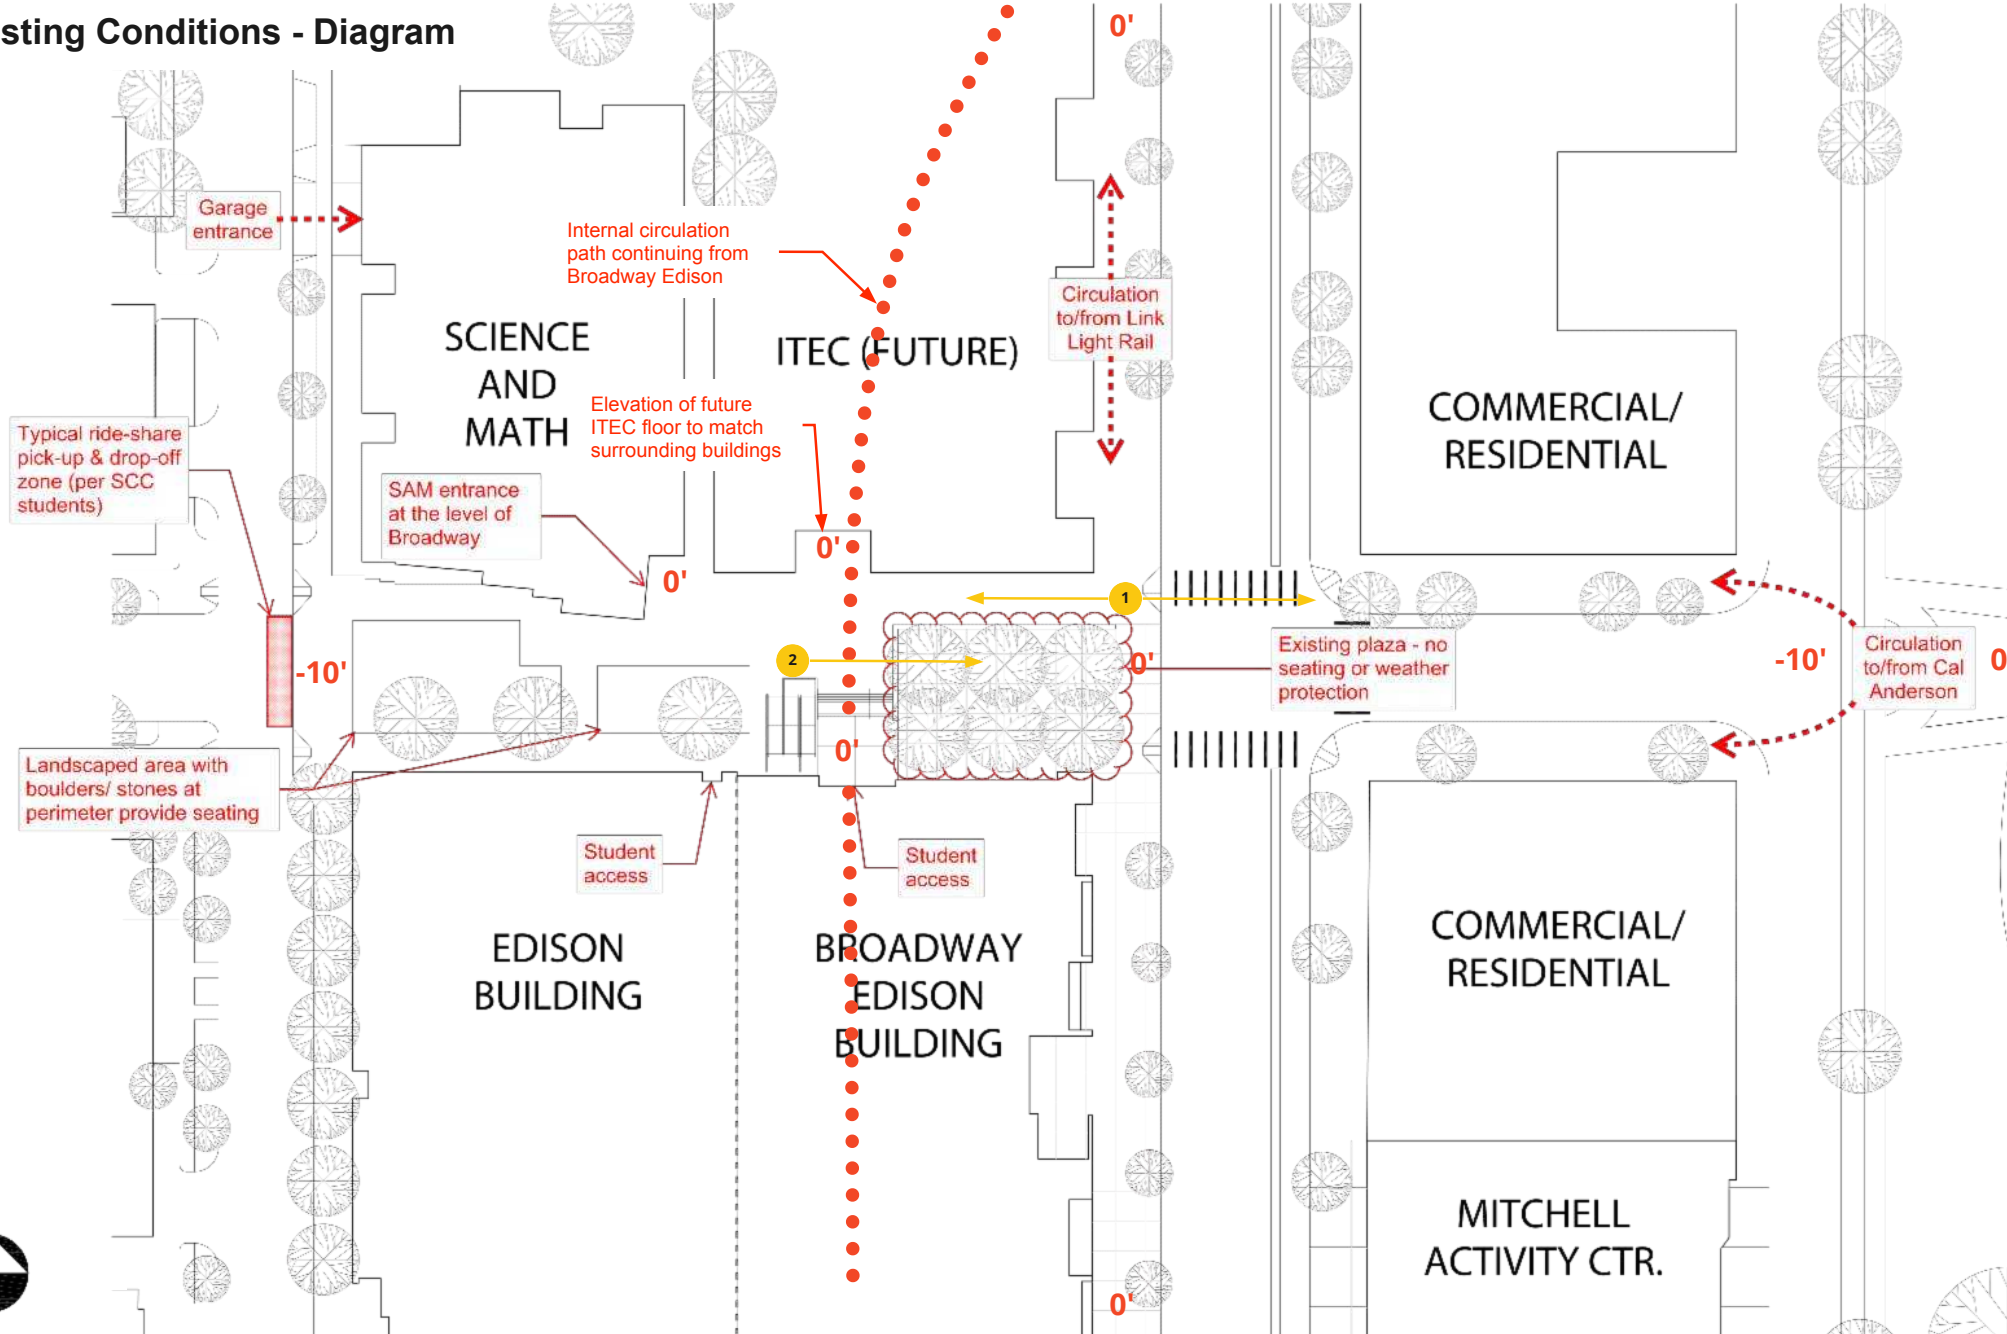 sting Conditions - Diagram
0'
Garage
entrance
Internal circulation
path continuing from
Broadway Edison
Circulation
to/from Link
Light Rail
SCIENCE
AND
MATH
ITEC (FUTURE)
Elevation of future
ITEC floor to match
surrounding buildings
COMMERCIAL/
RESIDENTIAL
Typical ride-share
pick-up & drop-off
zone (per SCC
students)
SAM entrance
at the level of
Broadway
0'
0'
1
2
-10'
0'
Existing plaza - no
seating or weather
protection
-10'
Circulation
to/from Cal
Anderson
0
0'
Landscaped area with
boulders/ stones at
perimeter provide seating
Student
access
Student
access
EDISON
BUILDING
BROADWAY
EDISON
BUILDING
COMMERCIAL/
RESIDENTIAL
MITCHELL
ACTIVITY CTR.
0'